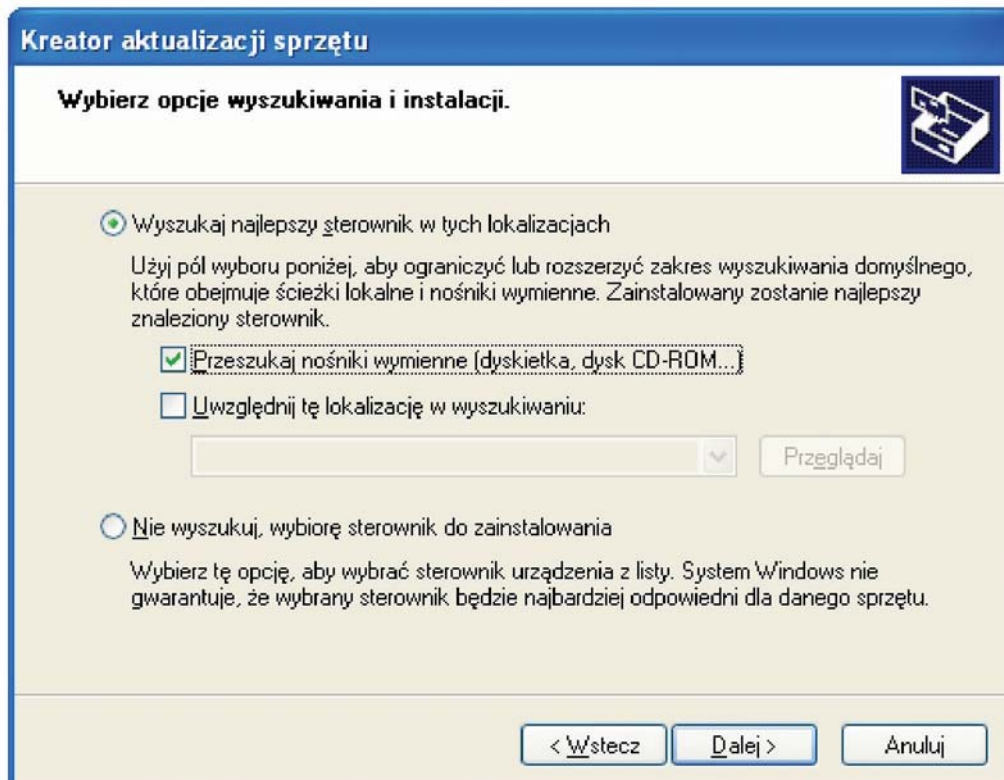 Kreator aktualizacji sprzętu
Wybierz opcje wyszukiwania i instalacji.
Wyszukaj najlepszy sterownik w tych lokalizacjach
Użyj pól wyboru poniżej, aby ograniczyć lub rozszerzyć zakres wyszukiwania domyślnego,
które obejmuje ścieżki lokalne i nośniki wymienne. Zainstalowany zostanie najlepszy
znaleziony sterownik.
Przeszukaj nośniki wymienne (dyskietka, dysk CD-ROM...)
Uwzględnij tę lokalizację w wyszukiwaniu:
Przeglądaj
Nie wyszukuj, wybiorę sterownik do zainstalowania
Wybierz tę opcję, aby wybrać sterownik urządzenia z listy. System Windows nie
gwarantuje, że wybrany sterownik będzie najbardziej odpowiedni dla danego sprzętu.
< Wstecz Dalej > Anuluj